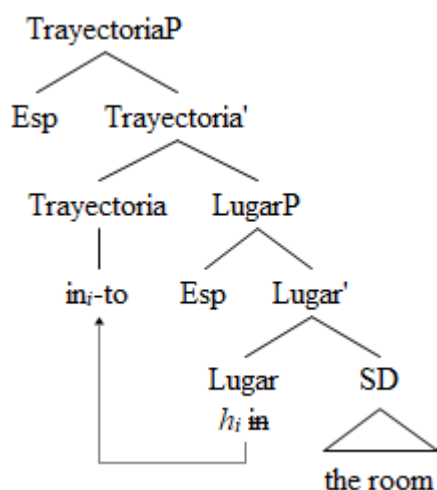 TrayectoriaP
Esp Trayectoria'
Trayectoria LugarP
inᵢ-to Esp Lugar'
Lugar SD
hᵢ in
the room